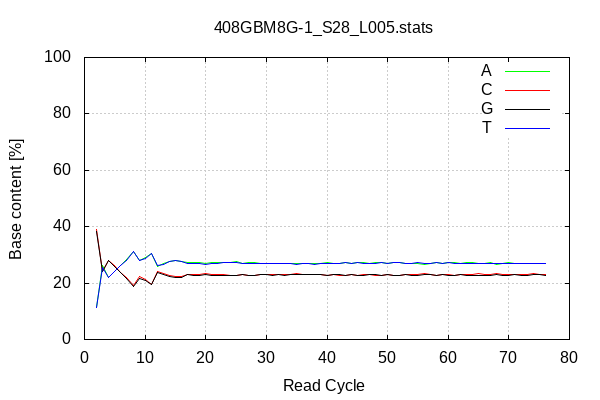 408GBM8G-1_S28_L005.stats
100
80
60
40
20
0
Base content [%]
A
C
G
T
0 10 20 30 40 50 60 70 80
Read Cycle